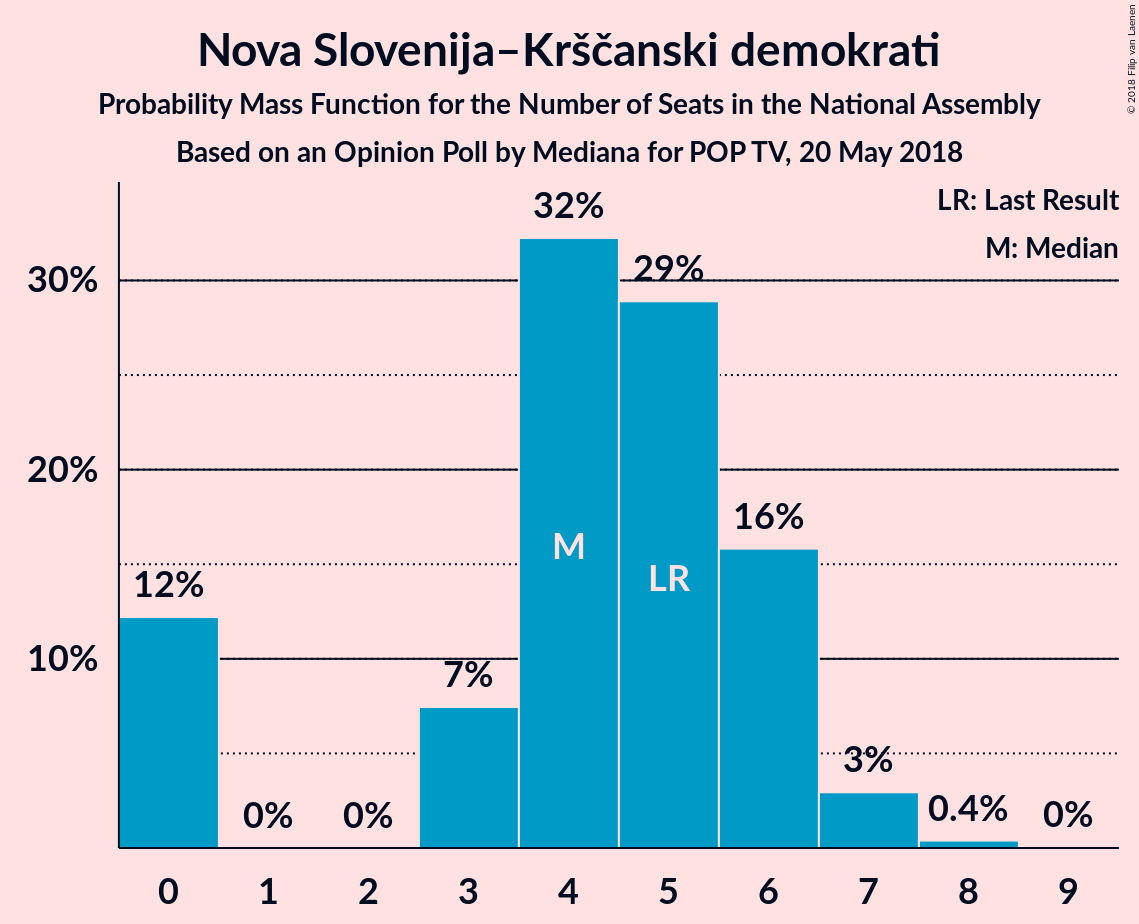 Nova Slovenija–Krščanski demokrati
Probability Mass Function for the Number of Seats in the National Assembly
Based on an Opinion Poll by Mediana for POP TV, 20 May 2018
© 2018 Filip van Laenen
LR: Last Result
M: Median
30%
20%
10%
12%
0%
0%
7%
32%
29%
16%
3%
0.4%
0%
M
LR
0 1 2 3 4 5 6 7 8 9